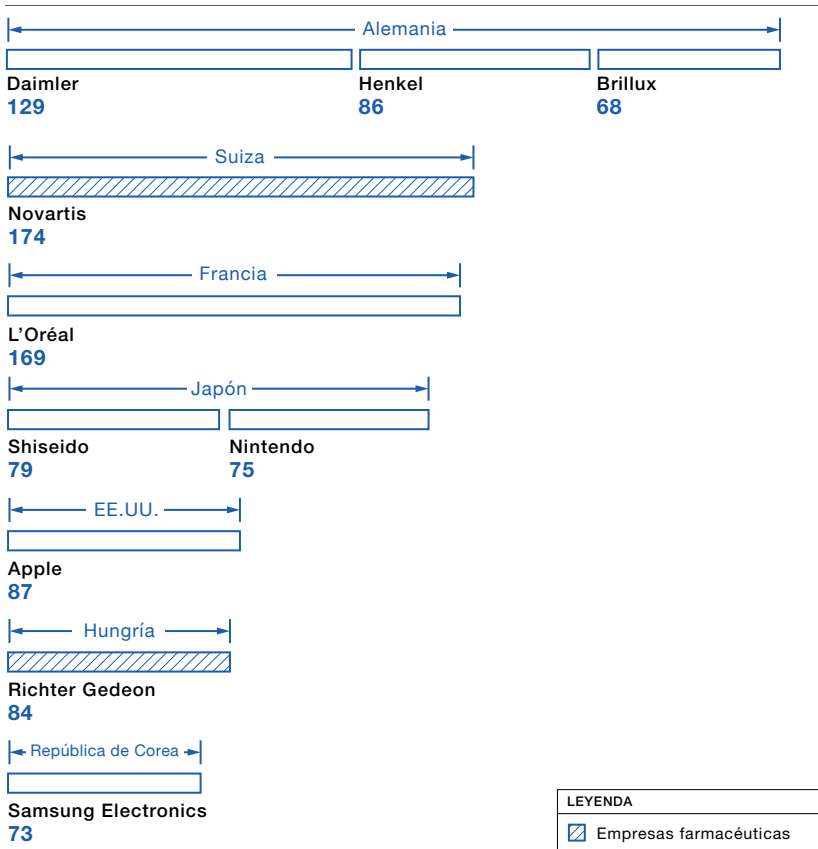 Alemania
Daimler Henkel Brillux
129 86 68
Suiza
Novartis
174
Francia
L’Oréal
169
Japón
Shiseido Nintendo
79 75
EE.UU.
Apple
87
Hungría
Richter Gedeon
84
República de Corea
Samsung Electronics
73
LEYENDA
Empresas farmacéuticas